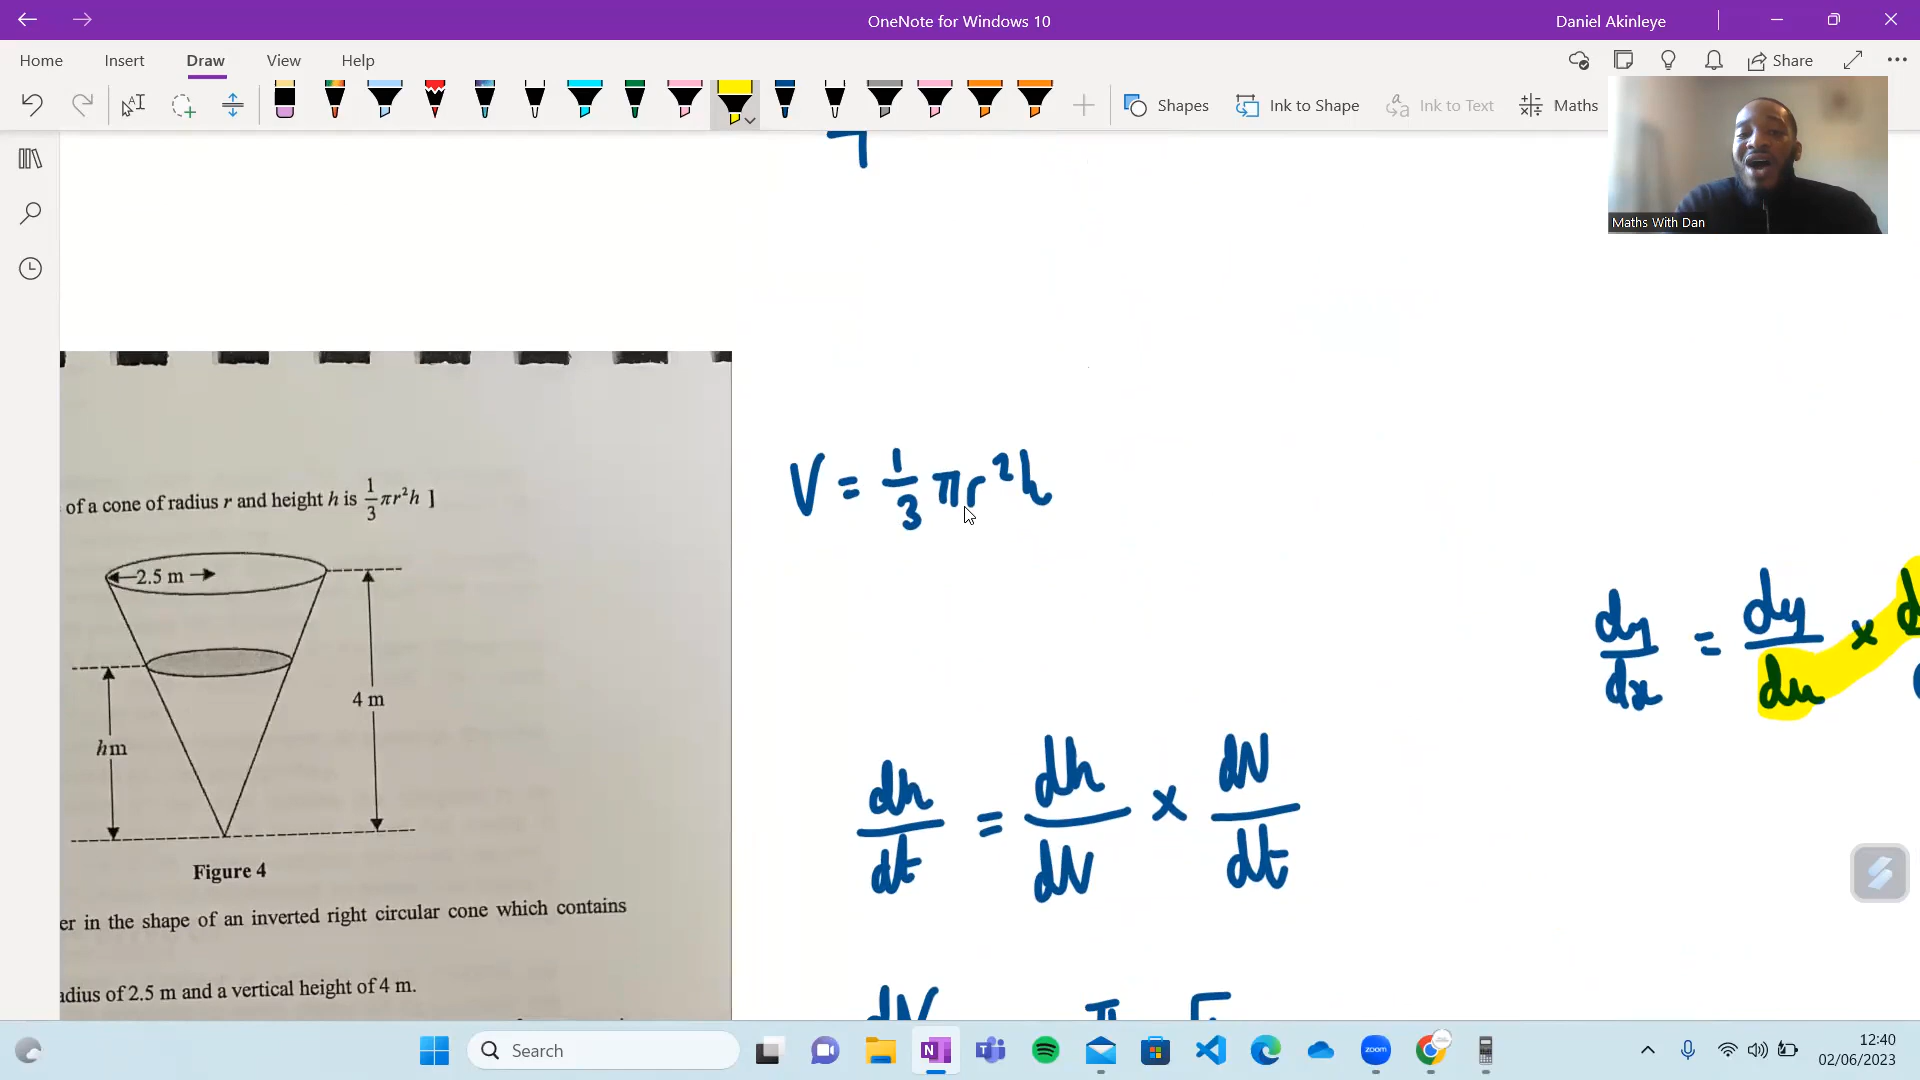 OneNote for Windows 10
Daniel Akinleye
Home Insert Draw View Help
Share
Shapes Ink to Shape Ink to Text Maths
Maths With Dan
of a cone of radius r and height h is 1/3 πr²h ]
2.5 m
4 m
hm
Figure 4
er in the shape of an inverted right circular cone which contains
adius of 2.5 m and a vertical height of 4 m.
V = 1/3 πr²h
dy/dx = dy/du ×
dh/dt = dh/dV × dV/dt
dV
π
Search
zoom
12:40
02/06/2023